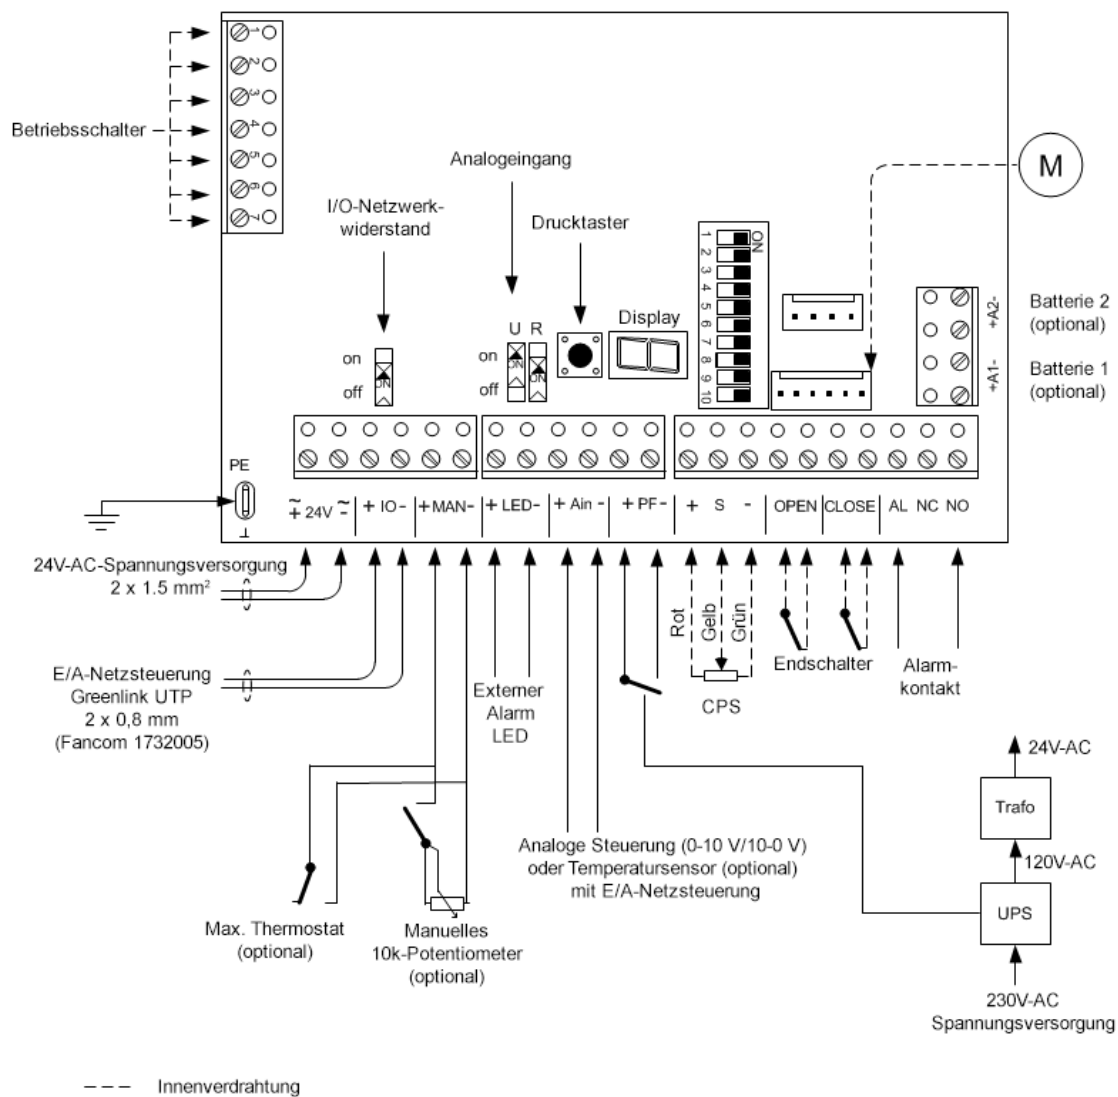 1
2
3
4
5
6
7
Betriebsschalter
Analogeingang
M
I/O-Netzwerk-
widerstand
Drucktaster
1
2
3
4
5
6
7
8
9
10
ON
Display
U R
on
off
on
off
NO
NO
NO
+A2-
+A1-
Batterie 2
(optional)
Batterie 1
(optional)
PE
~ ~
+ 24V -
+ IO -
+ MAN -
+ LED -
+ Ain -
+ PF -
+ S -
OPEN
CLOSE
AL NC NO
24V-AC-Spannungsversorgung
2 x 1.5 mm²
E/A-Netzsteuerung
Greenlink UTP
2 x 0,8 mm
(Fancom 1732005)
Externer
Alarm
LED
Rot
Gelb
Grün
CPS
Endschalter
Alarm-
kontakt
24V-AC
Trafo
120V-AC
UPS
230V-AC
Spannungsversorgung
Analoge Steuerung (0-10 V/10-0 V)
oder Temperatursensor (optional)
mit E/A-Netzsteuerung
Max. Thermostat
(optional)
Manuelles
10k-Potentiometer
(optional)
Innenverdrahtung